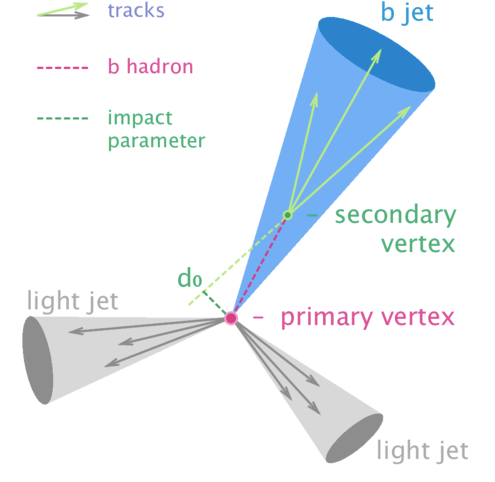 tracks
b jet
b hadron
impact
parameter
secondary
vertex
d₀
light jet
primary vertex
light jet